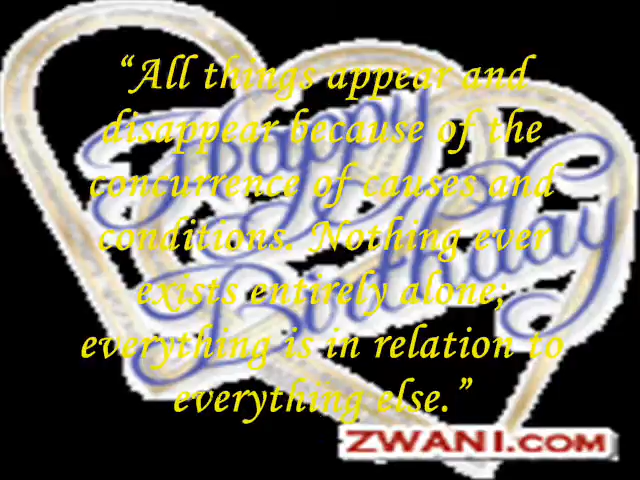 “All things appear and
disappear because of the
concurrence of causes and
conditions. Nothing ever
exists entirely alone;
everything is in relation to
everything else.”
Happy
Birthday
ZWANI.COM